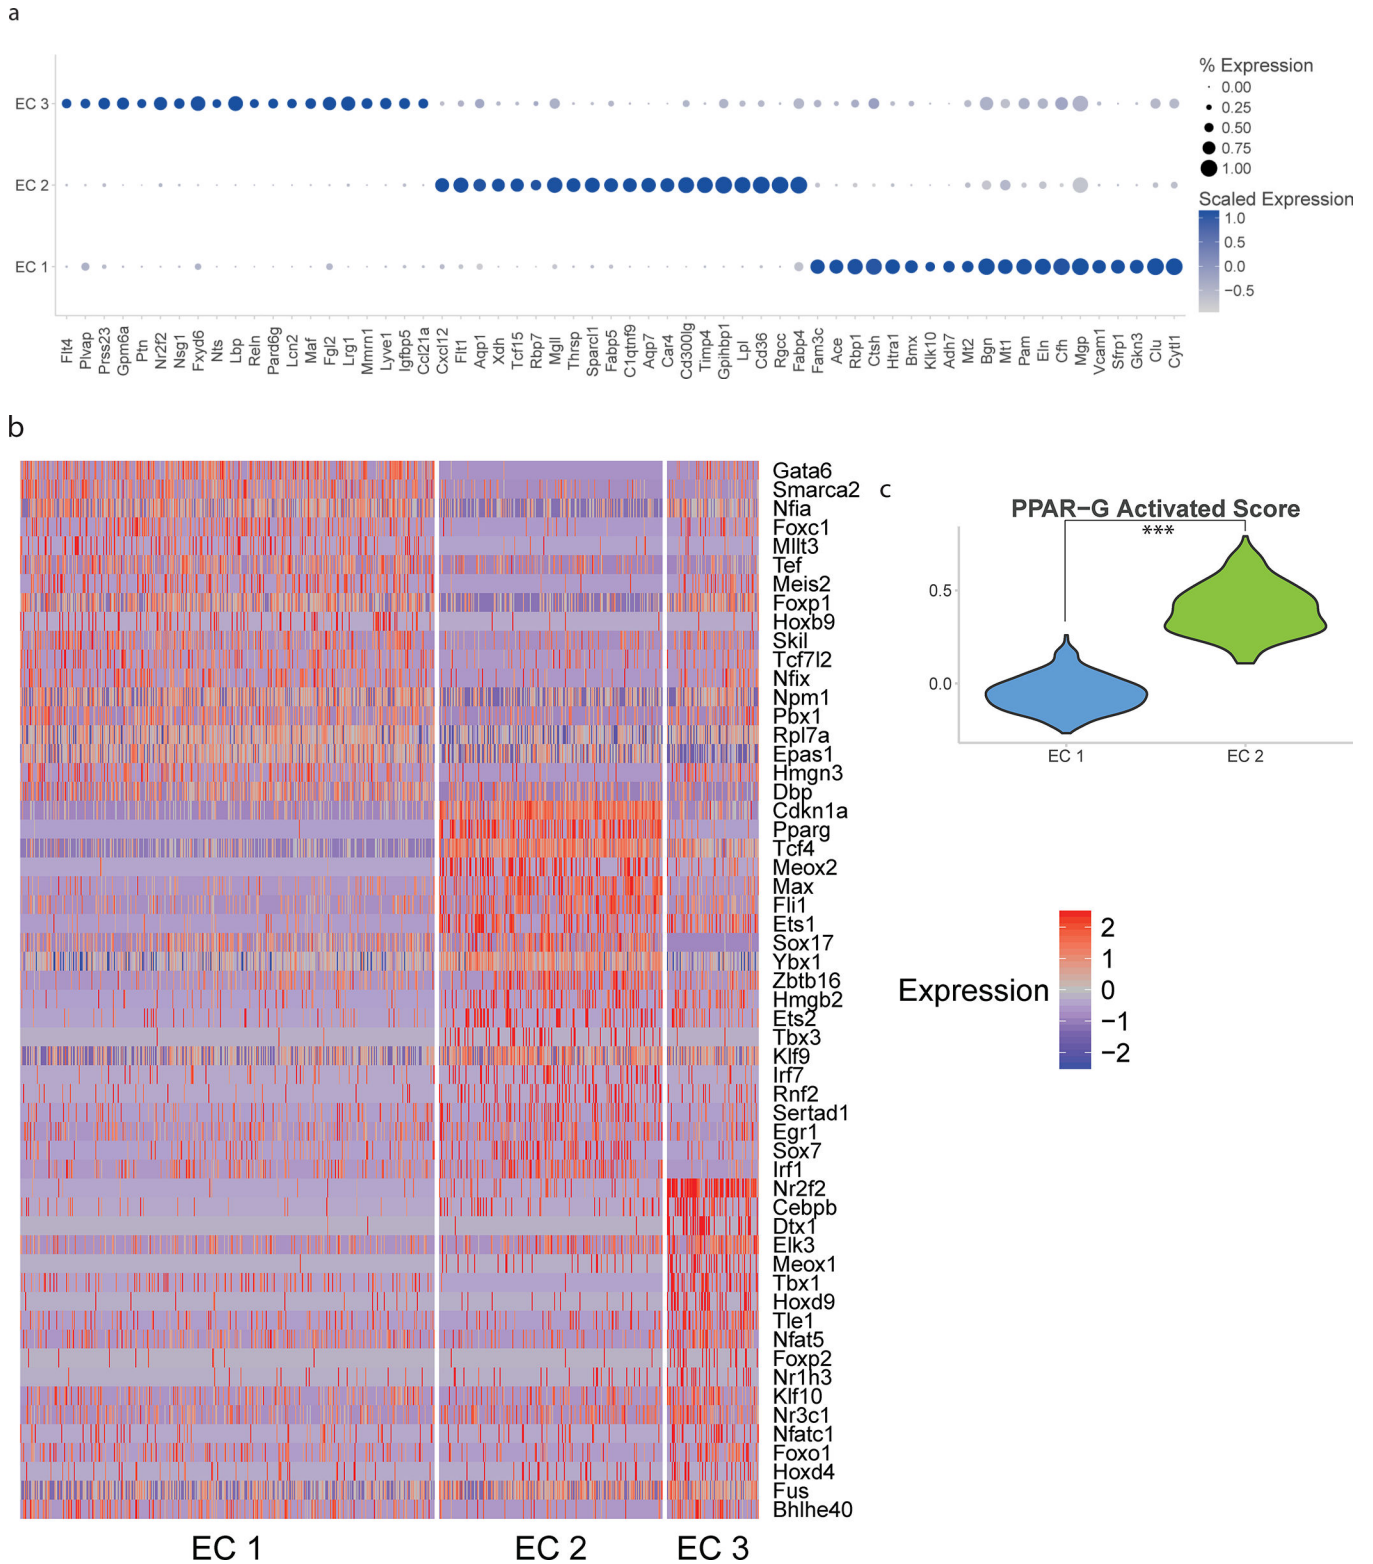 a
EC 3
EC 2
EC 1
% Expression
0.00
0.25
0.50
0.75
1.00
Scaled Expression
1.0
0.5
0.0
−0.5
Flt4
Plvap
Prss23
Gpm6a
Ptn
Nr2f2
Nsg1
Fxyd6
Nts
Lbp
Reln
Pard6g
Lcn2
Maf
Fgl2
Lrg1
Mmrn1
Lyve1
Igfbp5
Ccl21a
Cxcl12
Flt1
Aqp1
Xdh
Tcf15
Rbp7
Mgll
Thrsp
Sparcl1
Fabp5
C1qtnf9
Aqp7
Car4
Cd300lg
Timp4
Gpihbp1
Lpl
Cd36
Rgcc
Fabp4
Fam3c
Ace
Rbp1
Ctsh
Htra1
Bmx
Klk10
Adh7
Mt2
Bgn
Mt1
Pam
Eln
Cfh
Mgp
Vcam1
Sfrp1
Gkn3
Clu
Cytl1
b
Gata6
Smarca2
Nfia
Foxc1
Mllt3
Tef
Meis2
Foxp1
Hoxb9
Skil
Tcf7l2
Nfix
Npm1
Pbx1
Rpl7a
Epas1
Hmgn3
Dbp
Cdkn1a
Pparg
Tcf4
Meox2
Max
Fli1
Ets1
Sox17
Ybx1
Zbtb16
Hmgb2
Ets2
Tbx3
Klf9
Irf7
Rnf2
Sertad1
Egr1
Sox7
Irf1
Nr2f2
Cebpb
Dtx1
Elk3
Meox1
Tbx1
Hoxd9
Tle1
Nfat5
Foxp2
Nr1h3
Klf10
Nr3c1
Nfatc1
Foxo1
Hoxd4
Fus
Bhlhe40
EC 1
EC 2
EC 3
c
PPAR−G Activated Score
***
0.5
0.0
EC 1
EC 2
Expression
2
1
0
−1
−2